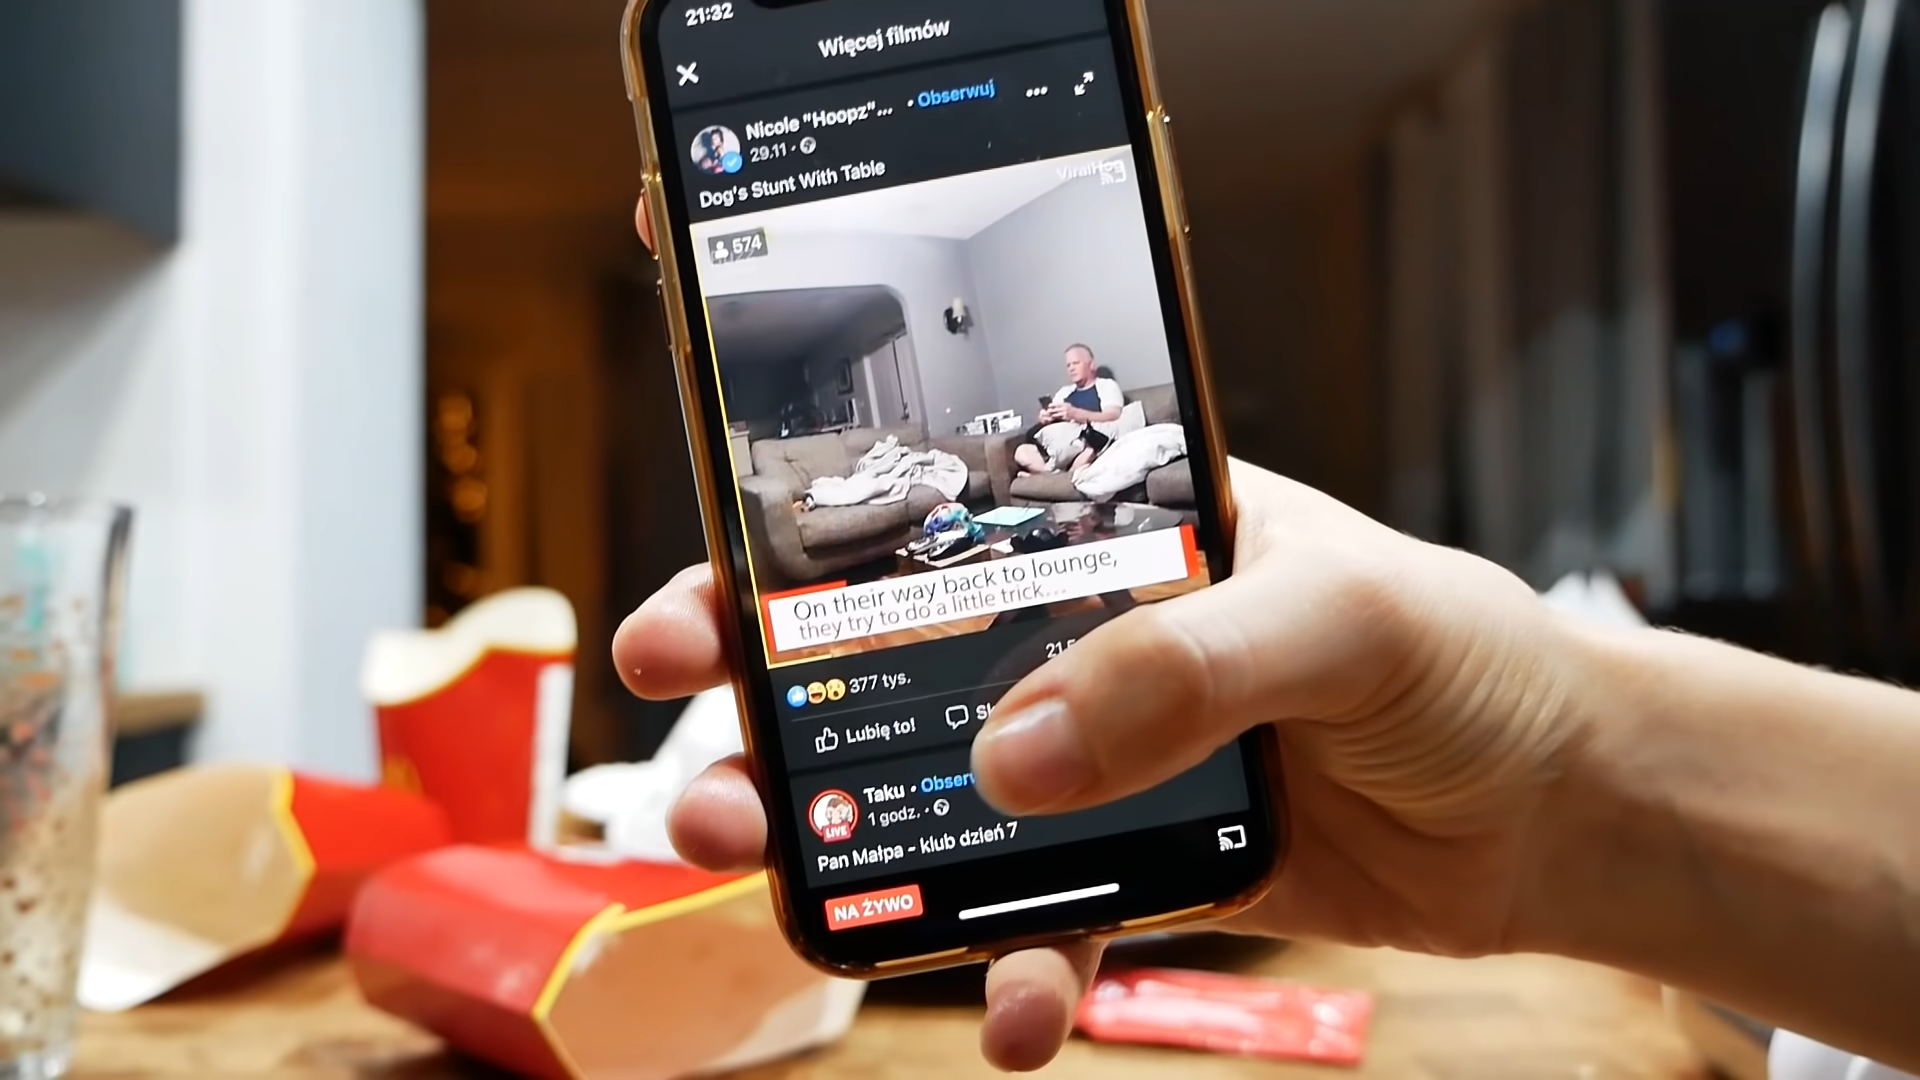 21:32
Więcej filmów
Nicole "Hoopz"... • Obserwuj
29.11 •
Dog's Stunt With Table
ViralHog
574
On their way back to lounge,
they try to do a little trick...
377 tys.
Lubię to!
Taku •
1 godz. •
Pan Małpa - klub dzień 7
LIVE
NA ŻYWO